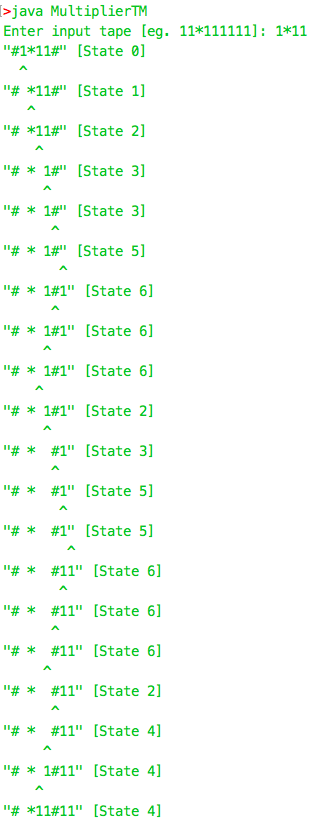 >java MultiplierTM
Enter input tape [eg. 11*111111]: 1*11
"#1*11#" [State 0]
^
"# *11#" [State 1]
^
"# *11#" [State 2]
^
"# * 1#" [State 3]
^
"# * 1#" [State 3]
^
"# * 1#" [State 5]
^
"# * 1#1" [State 6]
^
"# * 1#1" [State 6]
^
"# * 1#1" [State 6]
^
"# * 1#1" [State 2]
^
"# *  #1" [State 3]
^
"# *  #1" [State 5]
^
"# *  #1" [State 5]
^
"# *  #11" [State 6]
^
"# *  #11" [State 6]
^
"# *  #11" [State 6]
^
"# *  #11" [State 2]
^
"# *  #11" [State 4]
^
"# * 1#11" [State 4]
^
"# *11#11" [State 4]